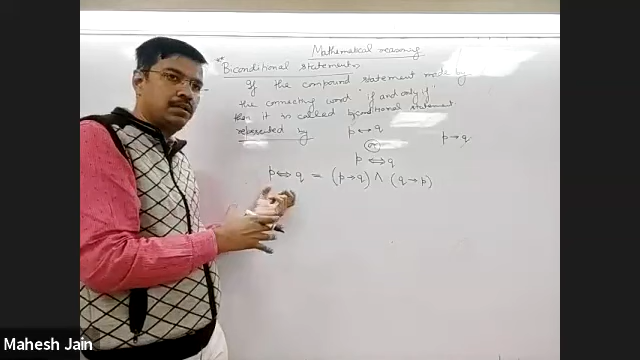 Mathematical reasoning
Biconditional statements
If the compound statement made by
the connecting word "if and only if"
then it is called biconditional statement.
represented by p ↔ q p → q
or
p ⇔ q
p ⇔ q = (p → q) ∧ (q → p)
Mahesh Jain